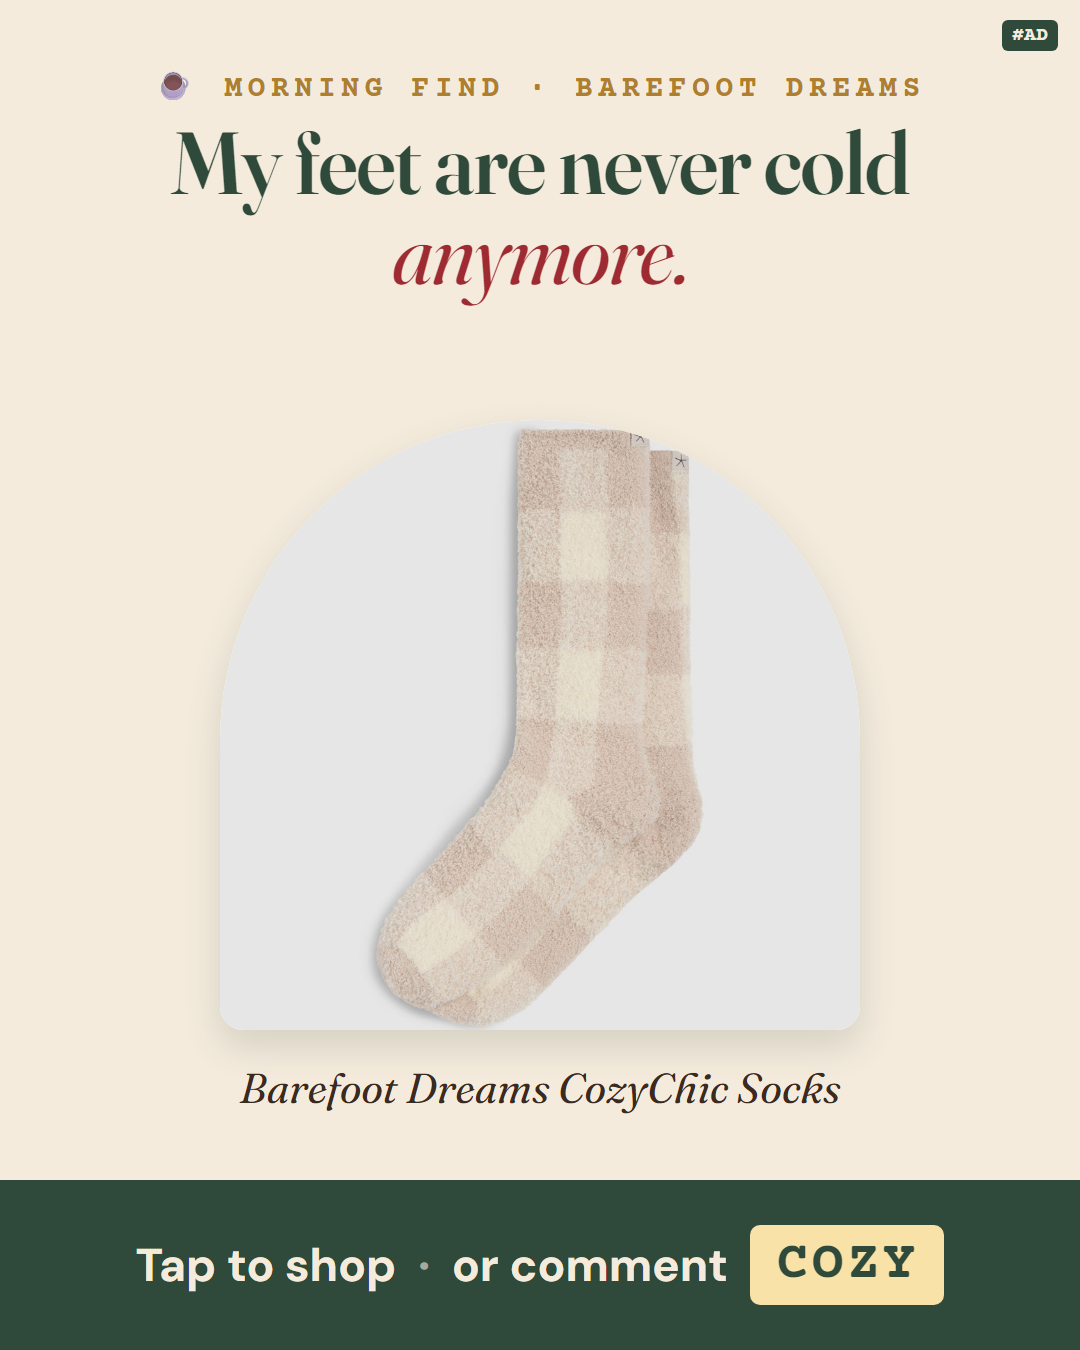 #AD
MORNING FIND · BAREFOOT DREAMS
My feet are never cold
anymore.
Barefoot Dreams CozyChic Socks
Tap to shop · or comment COZY